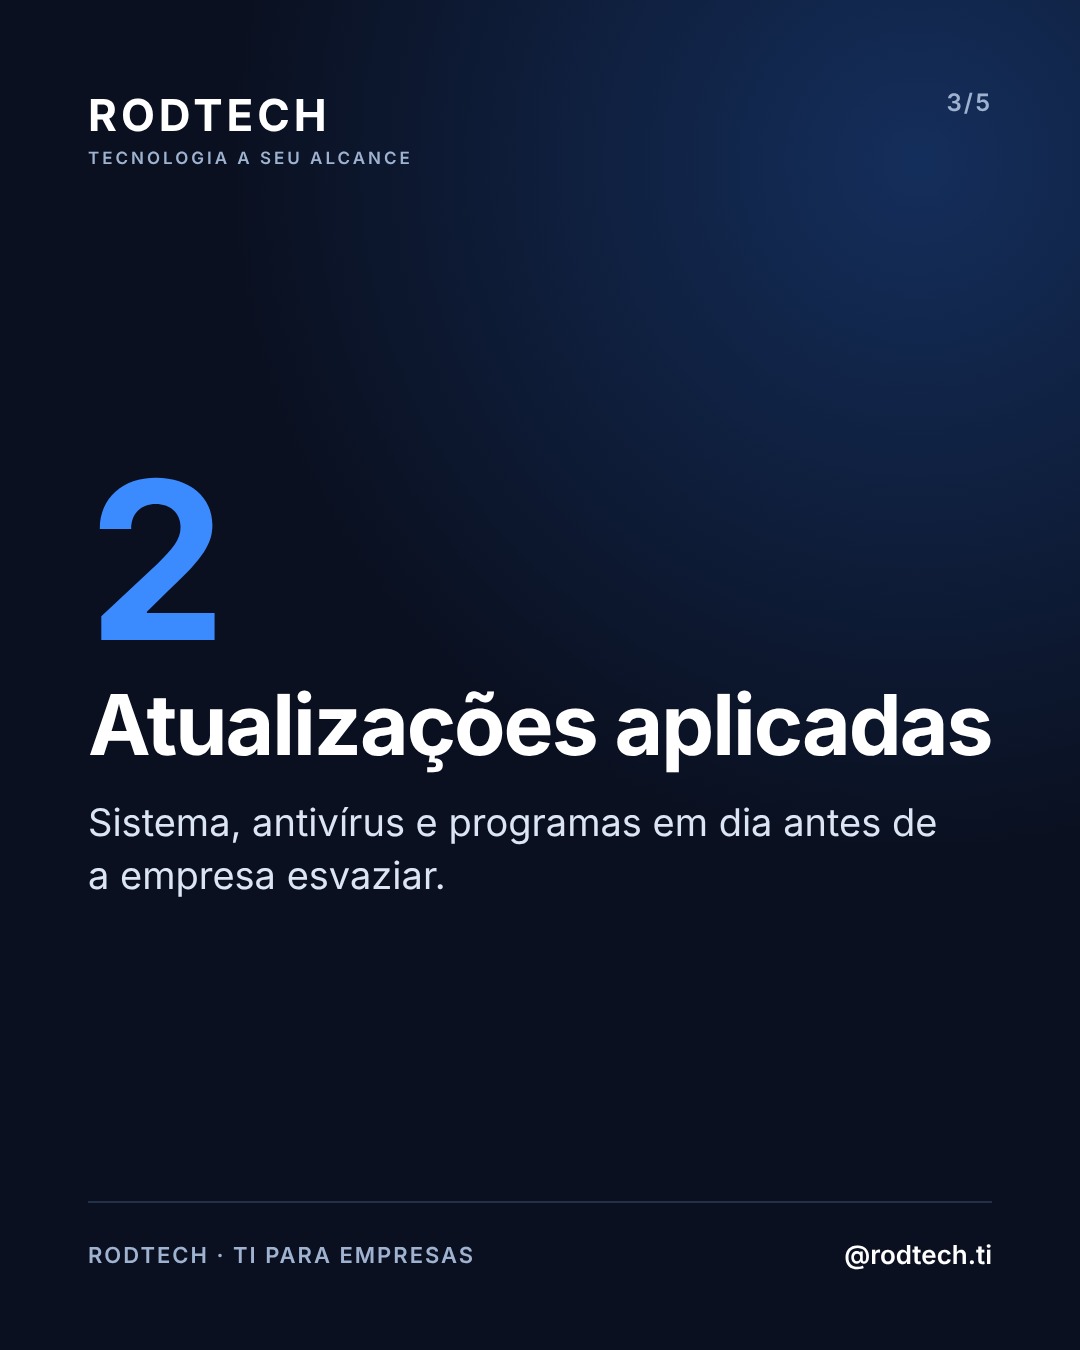 RODTECH
TECNOLOGIA A SEU ALCANCE
3/5
2
Atualizações aplicadas
Sistema, antivírus e programas em dia antes de
a empresa esvaziar.
RODTECH · TI PARA EMPRESAS
@rodtech.ti